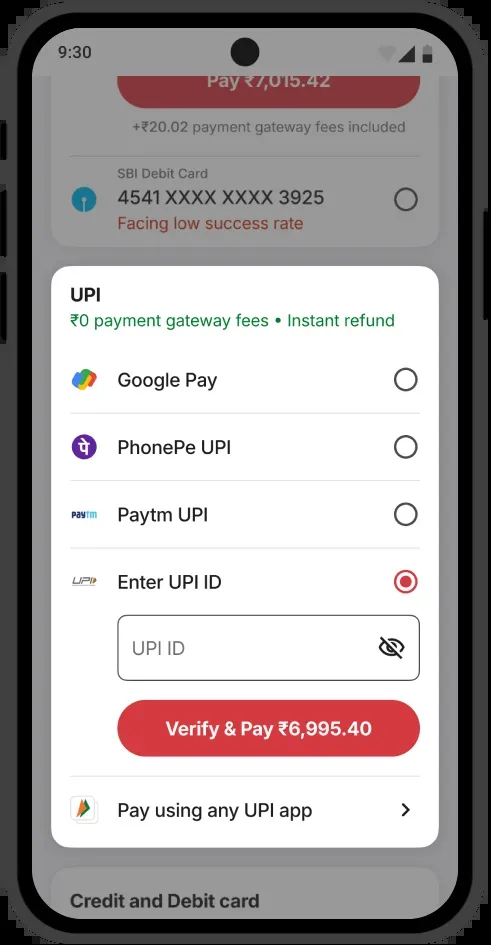 9:30
Pay ₹7,015.42
+₹20.02 payment gateway fees included
SBI Debit Card
4541 XXXX XXXX 3925
Facing low success rate
UPI
₹0 payment gateway fees • Instant refund
Google Pay
पे PhonePe UPI
paytm Paytm UPI
UPI Enter UPI ID
UPI ID
Verify & Pay ₹6,995.40
Pay using any UPI app
Credit and Debit card